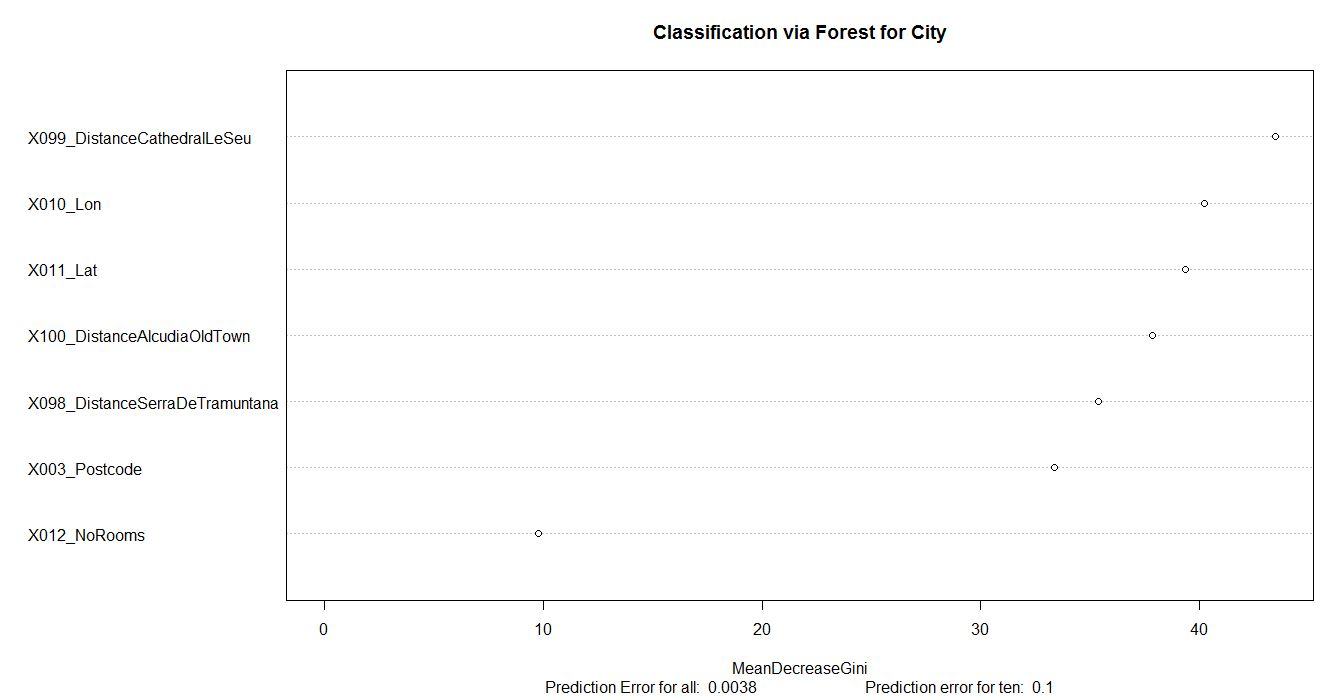 Classification via Forest for City
X099_DistanceCathedralLeSeu
X010_Lon
X011_Lat
X100_DistanceAlcudiaOldTown
X098_DistanceSerraDeTramuntana
X003_Postcode
X012_NoRooms
0 10 20 30 40
MeanDecreaseGini
Prediction Error for all: 0.0038 Prediction error for ten: 0.1